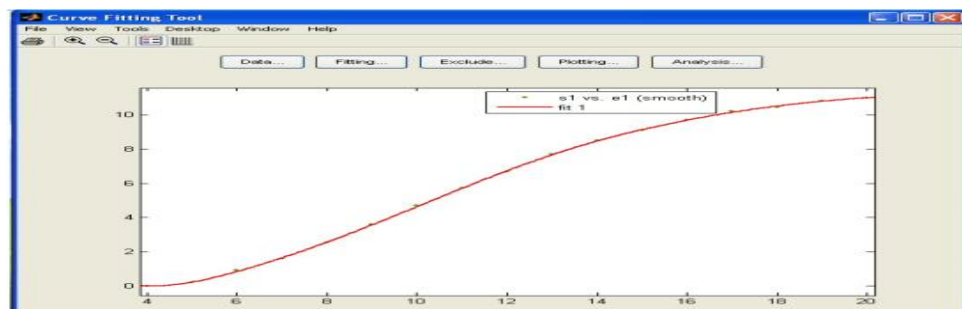 Curve Fitting Tool
File View Tools Desktop Window Help
Data... Fitting... Exclude... Plotting... Analysis...
s1 vs. e1 (smooth)
fit 1
10
8
6
4
2
0
4 6 8 10 12 14 16 18 20